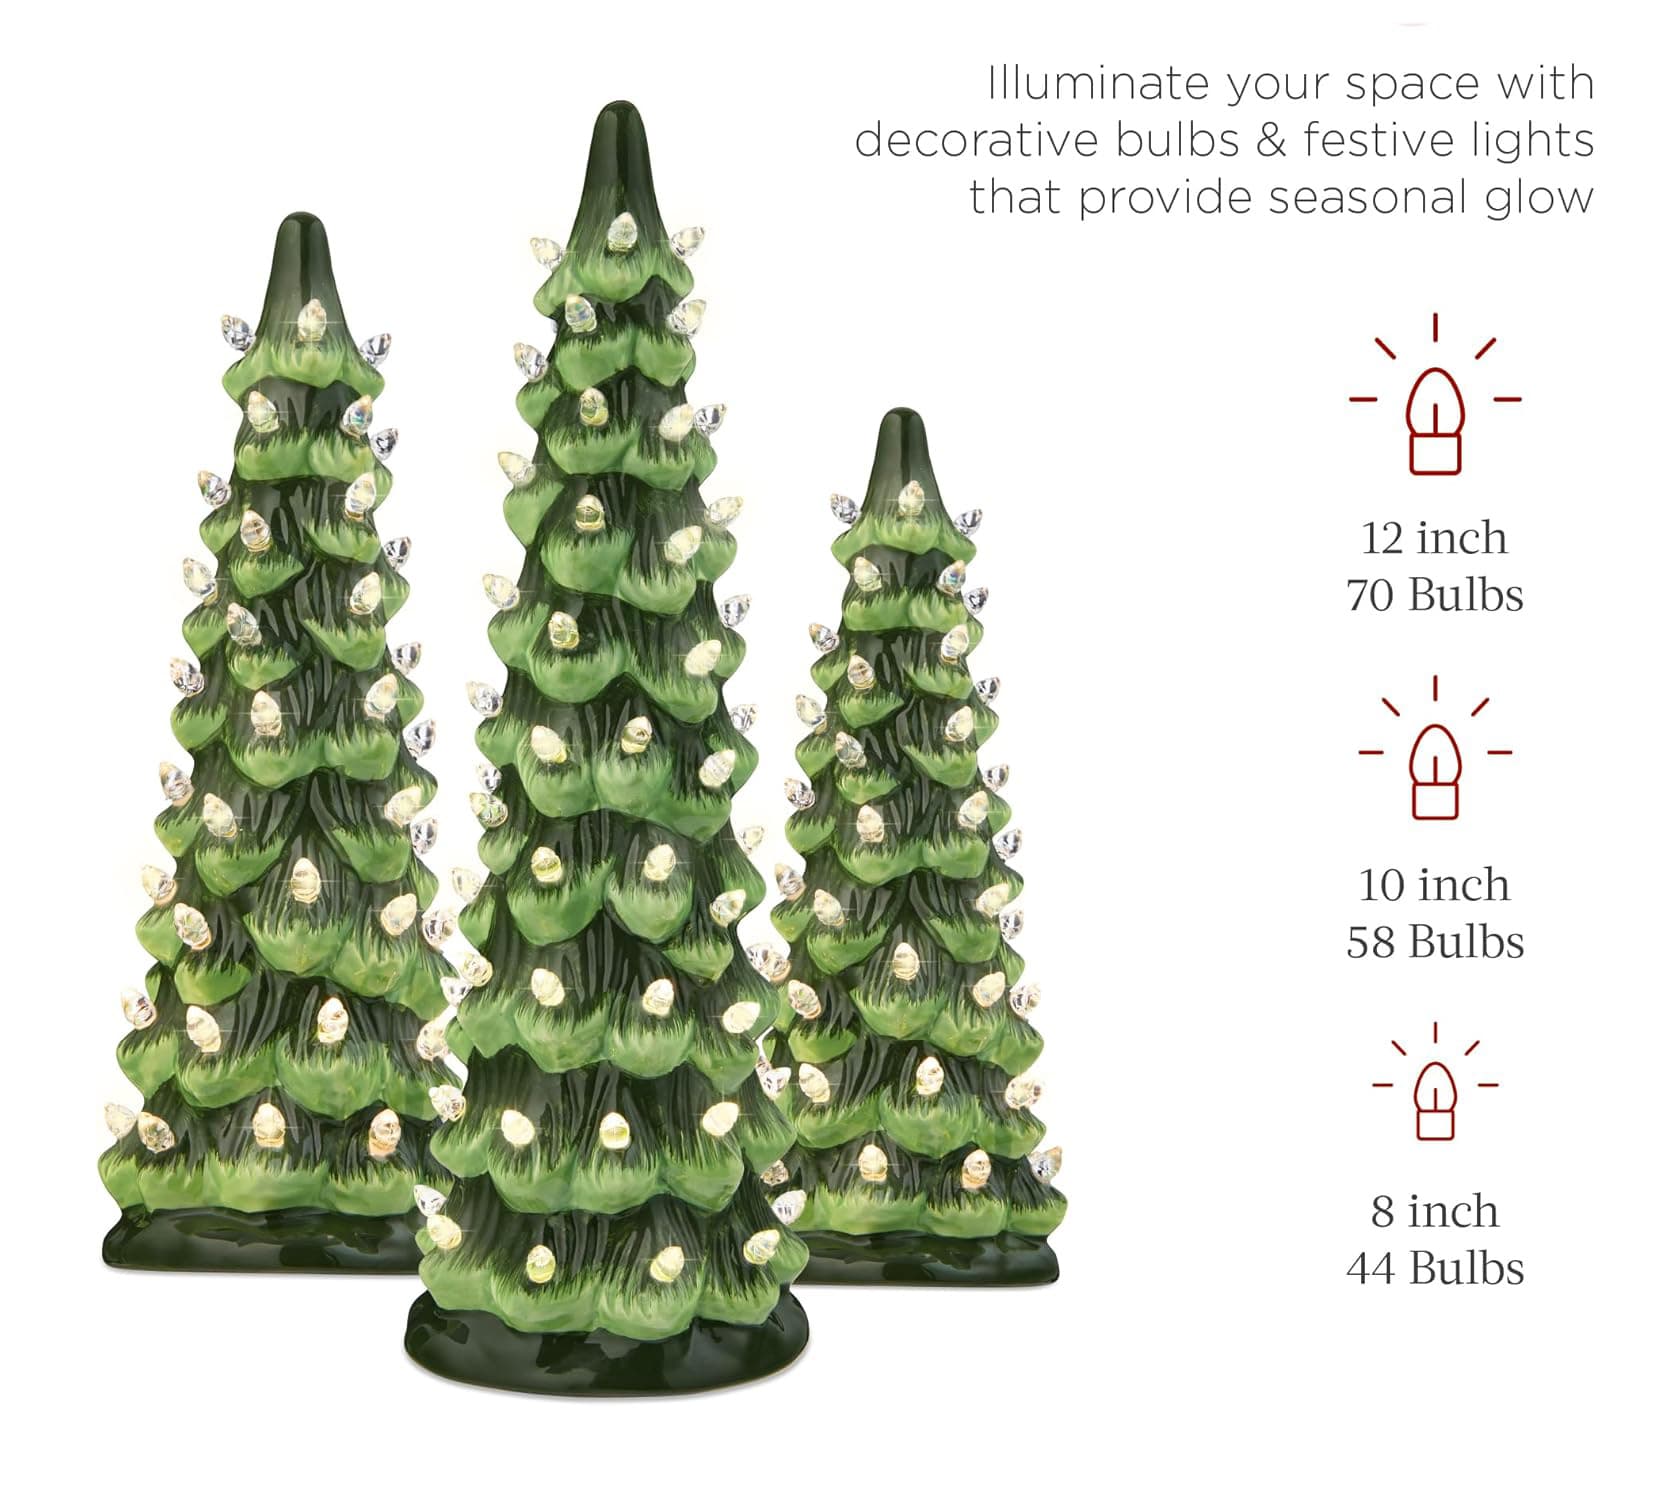 Illuminate your space with
decorative bulbs & festive lights
that provide seasonal glow
12 inch
70 Bulbs
10 inch
58 Bulbs
8 inch
44 Bulbs